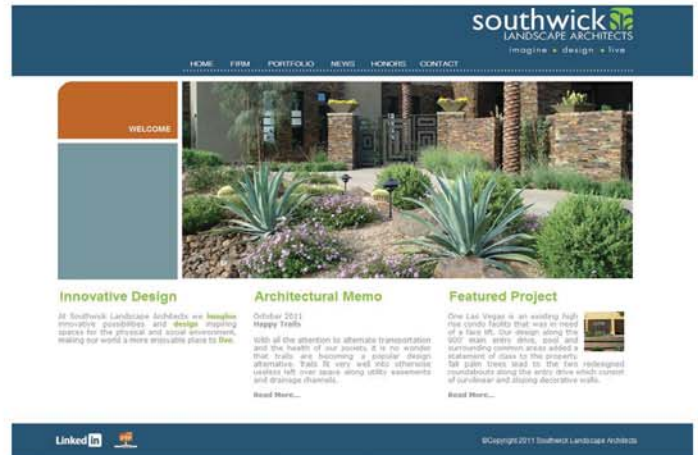 southwick
LANDSCAPE ARCHITECTS
imagine • design • live
HOME FIRM PORTFOLIO NEWS HONORS CONTACT
WELCOME
Innovative Design
At Southwick Landscape Architects we imagine
innovative possibilities and design inspiring
spaces for the physical and social environment,
making our world a more enjoyable place to live.
Architectural Memo
October 2011
Happy Trails
With all the attention to alternate transportation
and the health of our society, it is no wonder
that trails are becoming a popular design
alternative. Trails fit very well into otherwise
useless left over space along utility easements
and drainage channels.
Read More...
Featured Project
One Las Vegas is an existing high
rise condo facility that was in need
of a face lift. Our design along the
900' main entry drive, pool and
surrounding common areas added a
statement of class to the property.
Tall palm trees lead to the two redesigned
roundabouts along the entry drive which consist
of curvilinear and sloping decorative walls.
Read More...
Linked in
©Copyright 2011 Southwick Landscape Architects